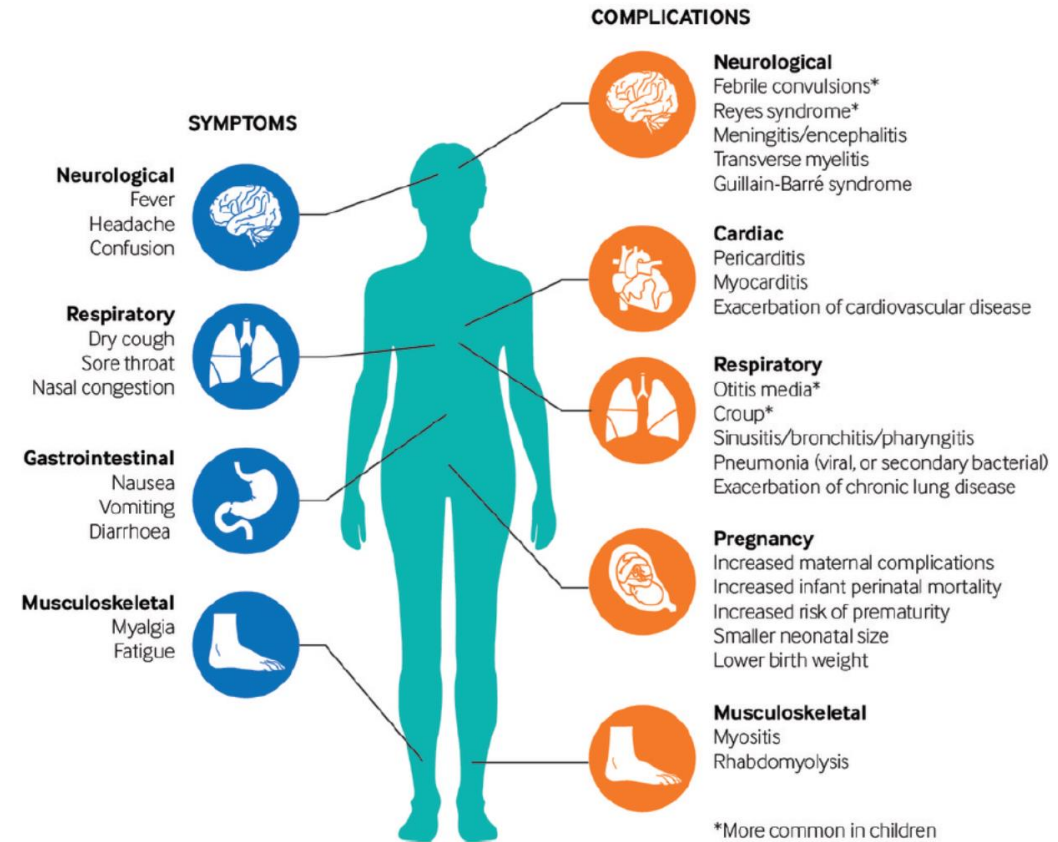 SYMPTOMS
Neurological
Fever
Headache
Confusion
Respiratory
Dry cough
Sore throat
Nasal congestion
Gastrointestinal
Nausea
Vomiting
Diarrhoea
Musculoskeletal
Myalgia
Fatigue
COMPLICATIONS
Neurological
Febrile convulsions*
Reyes syndrome*
Meningitis/encephalitis
Transverse myelitis
Guillain-Barré syndrome
Cardiac
Pericarditis
Myocarditis
Exacerbation of cardiovascular disease
Respiratory
Otitis media*
Croup*
Sinusitis/bronchitis/pharyngitis
Pneumonia (viral, or secondary bacterial)
Exacerbation of chronic lung disease
Pregnancy
Increased maternal complications
Increased infant perinatal mortality
Increased risk of prematurity
Smaller neonatal size
Lower birth weight
Musculoskeletal
Myositis
Rhabdomyolysis
*More common in children